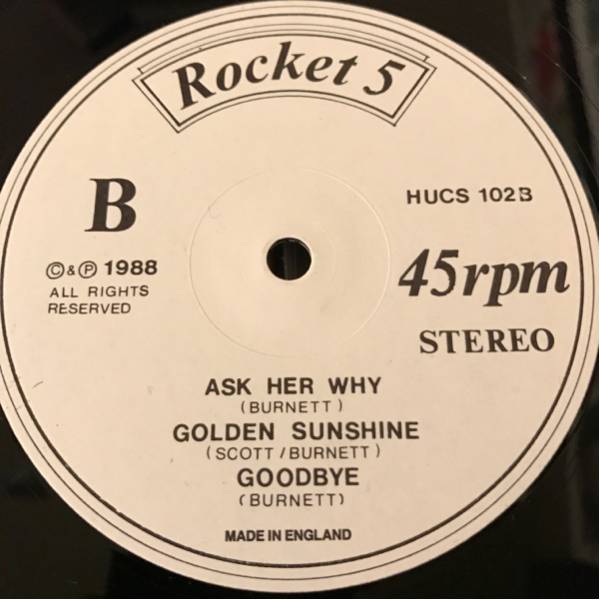 Rocket 5
B
HUCS 102B
©&℗ 1988
ALL RIGHTS
RESERVED
45rpm
STEREO
ASK HER WHY
(BURNETT)
GOLDEN SUNSHINE
(SCOTT/BURNETT)
GOODBYE
(BURNETT)
MADE IN ENGLAND